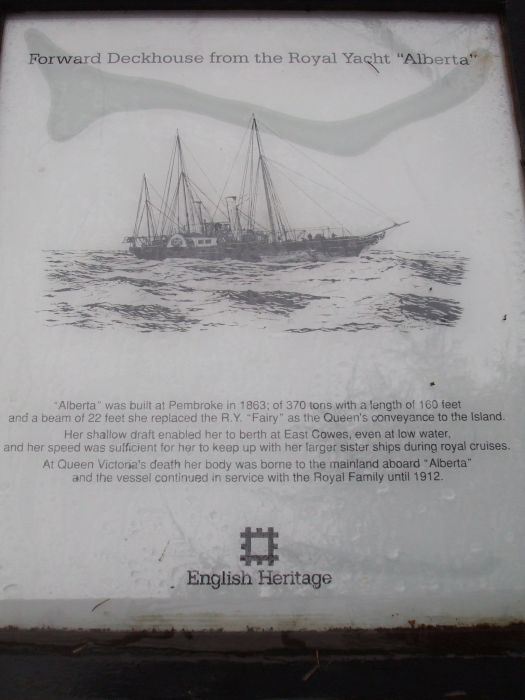 Forward Deckhouse from the Royal Yacht "Alberta"
"Alberta" was built at Pembroke in 1863; of 370 tons with a length of 160 feet
and a beam of 22 feet she replaced the R.Y. "Fairy" as the Queen's conveyance to the Island.
Her shallow draft enabled her to berth at East Cowes, even at low water,
and her speed was sufficient for her to keep up with her larger sister ships during royal cruises.
At Queen Victoria's death her body was borne to the mainland aboard "Alberta"
and the vessel continued in service with the Royal Family until 1912.
English Heritage